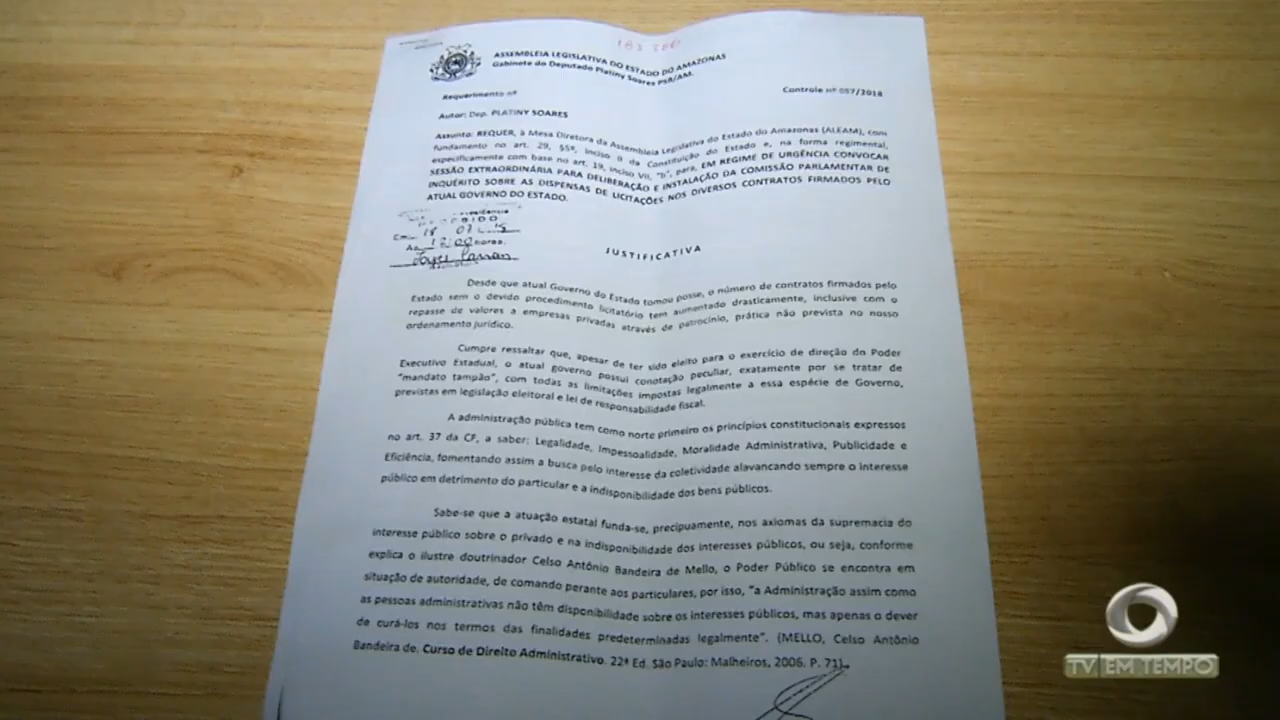 183 200
ASSEMBLEIA LEGISLATIVA DO ESTADO DO AMAZONAS
Gabinete do Deputado Platiny Soares PSB/AM.
Requerimento nº
Controle Nº 057/2018
Autor: Dep. PLATINY SOARES
Assunto: REQUER, à Mesa Diretora da Assembleia Legislativa do Estado do Amazonas (ALEAM), com
fundamento no art. 29, §5º, inciso II da Constituição do Estado e, na forma regimental,
especificamente com base no art. 19, inciso VII, "b", para, EM REGIME DE URGÊNCIA CONVOCAR
SESSÃO EXTRAORDINÁRIA PARA DELIBERAÇÃO E INSTALAÇÃO DA COMISSÃO PARLAMENTAR DE
INQUÉRITO SOBRE AS DISPENSAS DE LICITAÇÕES NOS DIVERSOS CONTRATOS FIRMADOS PELO
ATUAL GOVERNO DO ESTADO.
Em 18 07
As 12:00 horas.
JUSTIFICATIVA
Desde que atual Governo do Estado tomou posse, o número de contratos firmados pelo
Estado sem o devido procedimento licitatório tem aumentado drasticamente, inclusive com o
repasse de valores a empresas privadas através de patrocínio, prática não prevista no nosso
ordenamento jurídico.
Cumpre ressaltar que, apesar de ter sido eleito para o exercício de direção do Poder
Executivo Estadual, o atual governo possui conotação peculiar, exatamente por se tratar de
"mandato tampão", com todas as limitações impostas legalmente a essa espécie de Governo,
previstas em legislação eleitoral e lei de responsabilidade fiscal.
A administração pública tem como norte primeiro os princípios constitucionais expressos
no art. 37 da CF, a saber: Legalidade, Impessoalidade, Moralidade Administrativa, Publicidade e
Eficiência, fomentando assim a busca pelo interesse da coletividade alavancando sempre o interesse
público em detrimento do particular e a indisponibilidade dos bens públicos.
Sabe-se que a atuação estatal funda-se, precipuamente, nos axiomas da supremacia do
interesse público sobre o privado e na indisponibilidade dos interesses públicos, ou seja, conforme
explica o ilustre doutrinador Celso Antônio Bandeira de Mello, o Poder Público se encontra em
situação de autoridade, de comando perante aos particulares, por isso, "a Administração assim como
as pessoas administrativas não têm disponibilidade sobre os interesses públicos, mas apenas o dever
de curá-los nos termos das finalidades predeterminadas legalmente". (MELLO, Celso Antônio
Bandeira de. Curso de Direito Administrativo. 22ª Ed. São Paulo: Malheiros, 2006. P. 71).
TV EM TEMPO